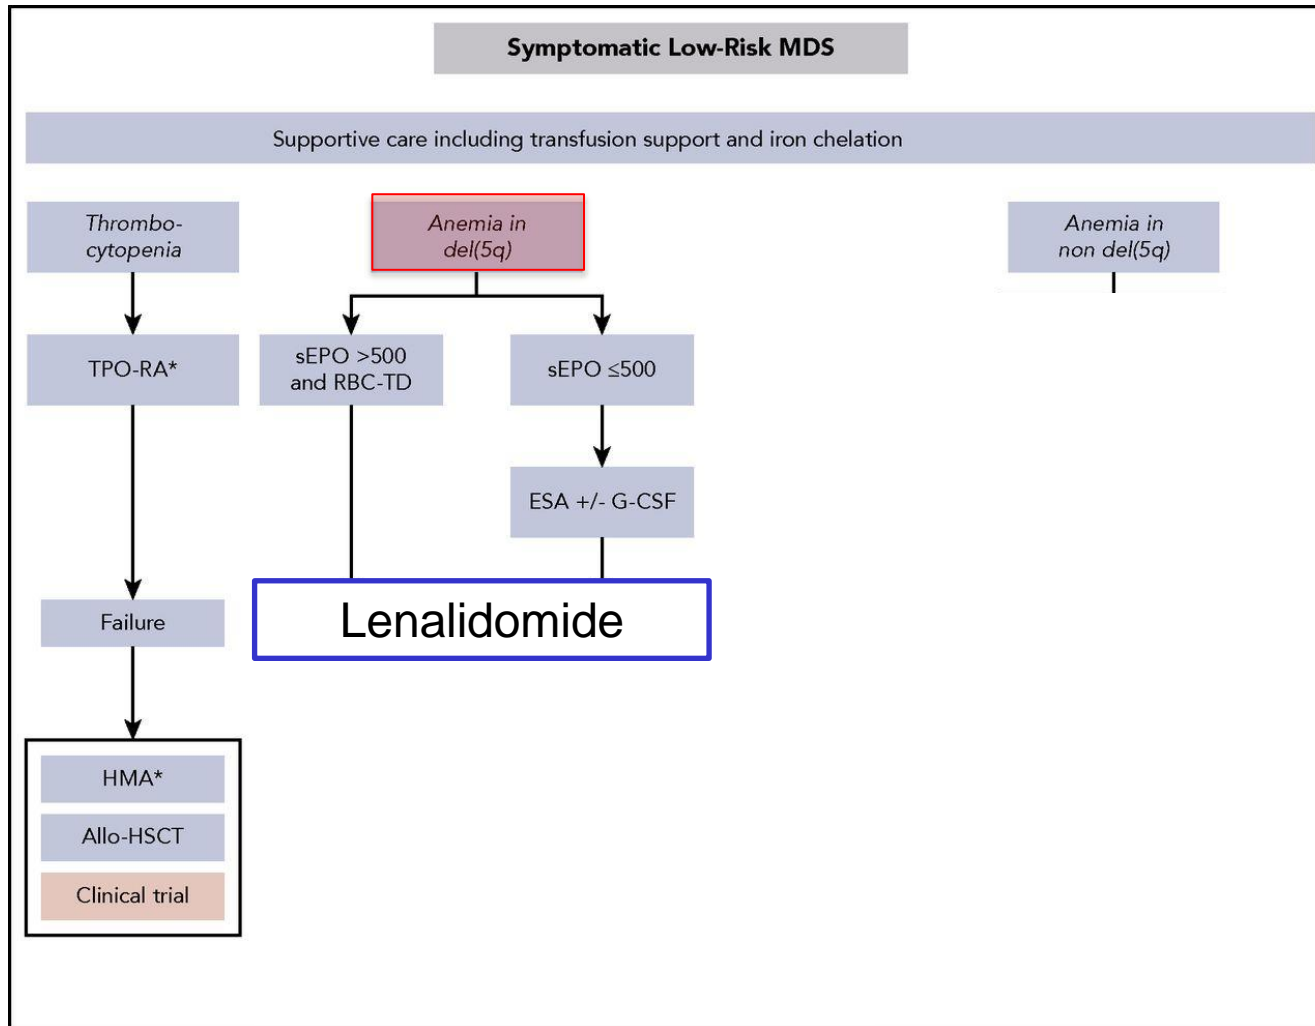 Symptomatic Low-Risk MDS
Supportive care including transfusion support and iron chelation
Thrombo-
cytopenia
Anemia in
del(5q)
Anemia in
non del(5q)
TPO-RA*
sEPO >500
and RBC-TD
sEPO ≤500
ESA +/- G-CSF
Lenalidomide
Failure
HMA*
Allo-HSCT
Clinical trial